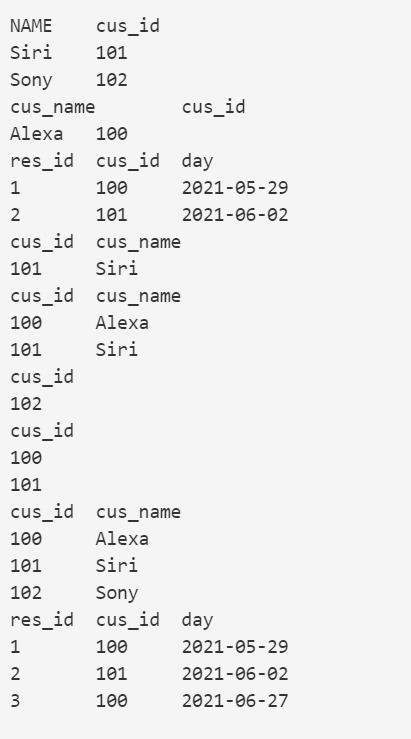 NAME    cus_id
Siri    101
Sony    102
cus_name        cus_id
Alexa   100
res_id  cus_id  day
1       100     2021-05-29
2       101     2021-06-02
cus_id  cus_name
101     Siri
cus_id  cus_name
100     Alexa
101     Siri
cus_id
102
cus_id
100
101
cus_id  cus_name
100     Alexa
101     Siri
102     Sony
res_id  cus_id  day
1       100     2021-05-29
2       101     2021-06-02
3       100     2021-06-27